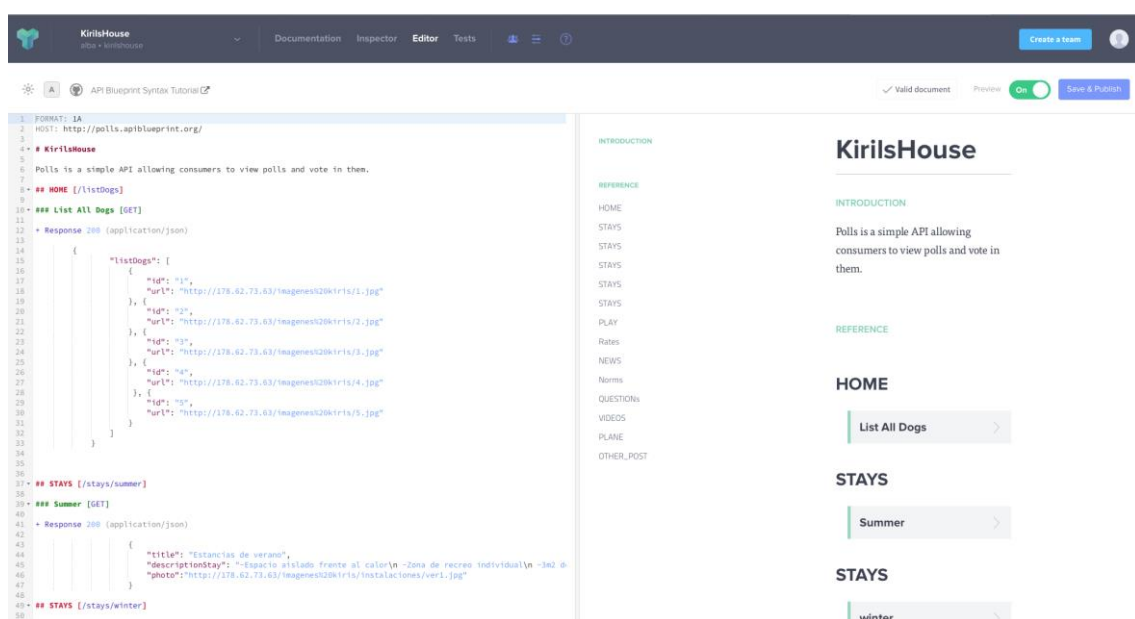 KirilsHouse
alba • kirilshouse
Documentation Inspector Editor Tests
Create a team
A API Blueprint Syntax Tutorial
Valid document Preview On Save & Publish
1 FORMAT: 1A
2 HOST: http://polls.apiblueprint.org/
3
4 # KirilsHouse
5
6 Polls is a simple API allowing consumers to view polls and vote in them.
7
8 ## HOME [/listDogs]
9
10 ### List All Dogs [GET]
11
12 + Response 200 (application/json)
13
14 {
15 "listDogs": [
16 {
17 "id": "1",
18 "url": "http://178.62.73.63/imagenes%20kiris/1.jpg"
19 }, {
20 "id": "2",
21 "url": "http://178.62.73.63/imagenes%20kiris/2.jpg"
22 }, {
23 "id": "3",
24 "url": "http://178.62.73.63/imagenes%20kiris/3.jpg"
25 }, {
26 "id": "4",
27 "url": "http://178.62.73.63/imagenes%20kiris/4.jpg"
28 }, {
29 "id": "5",
30 "url": "http://178.62.73.63/imagenes%20kiris/5.jpg"
31 }
32 ]
33 }
34
35
36
37 ## STAYS [/stays/summer]
38
39 ### Summer [GET]
40
41 + Response 200 (application/json)
42
43 {
44 "title": "Estancias de verano",
45 "descriptionStay": "-Espacio aislado frente al calor\n -Zona de recreo individual\n -3m2 d
46 "photo":"http://178.62.73.63/imagenes%20kiris/instalaciones/ver1.jpg"
47 }
48
49 ## STAYS [/stays/winter]
50
INTRODUCTION
REFERENCE
HOME
STAYS
STAYS
STAYS
STAYS
STAYS
PLAY
Rates
NEWS
Norms
QUESTIONs
VIDEOS
PLANE
OTHER_POST
KirilsHouse
INTRODUCTION
Polls is a simple API allowing
consumers to view polls and vote in
them.
REFERENCE
HOME
List All Dogs
STAYS
Summer
STAYS
winter